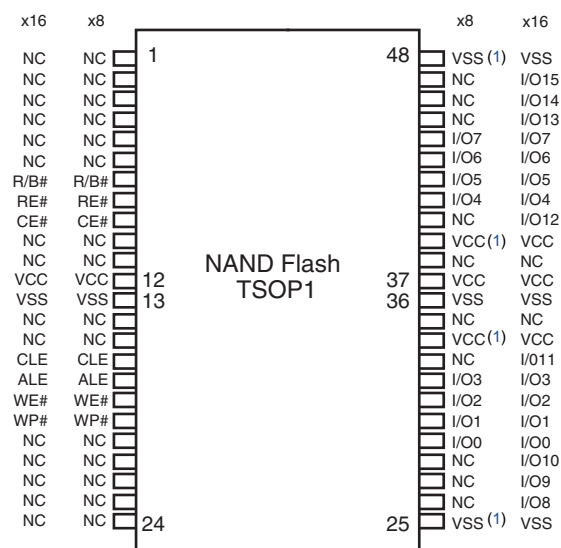 x16 x8 x8 x16
NC NC 1 48 VSS (1) VSS
NC NC NC I/O15
NC NC NC I/O14
NC NC NC I/O13
NC NC I/O7 I/O7
NC NC I/O6 I/O6
R/B# R/B# I/O5 I/O5
RE# RE# I/O4 I/O4
CE# CE# NC I/O12
NC NC VCC(1) VCC
NC NC NC NC
VCC VCC 12 37 VCC VCC
VSS VSS 13 36 VSS VSS
NC NC NC NC
NC NC VCC(1) VCC
CLE CLE NC I/011
ALE ALE I/O3 I/O3
WE# WE# I/O2 I/O2
WP# WP# I/O1 I/O1
NC NC I/O0 I/O0
NC NC NC I/O10
NC NC NC I/O9
NC NC NC I/O8
NC NC 24 25 VSS (1) VSS
NAND Flash
TSOP1